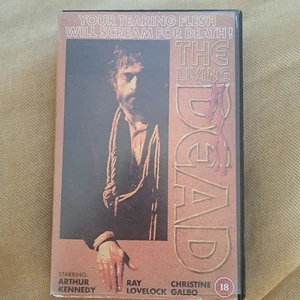 YOUR TEARING FLESH
WILL SCREAM FOR DEATH!
THE
LIVING
DEAD
STARRING:
ARTHUR
KENNEDY
RAY
LOVELOCK
CHRISTINE
GALBO
18